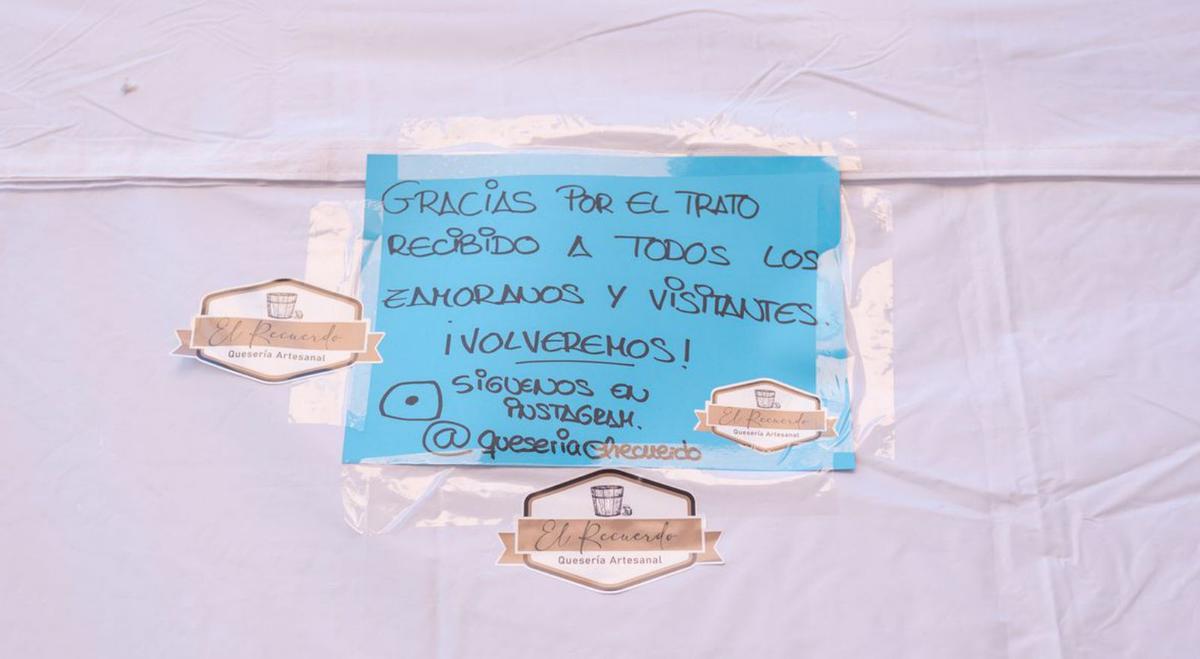 GRACIAS POR EL TRATO
RECIBIDO A TODOS LOS
ZAMORANOS Y VISITANTES.
¡VOLVEREMOS!
SIGUENOS EN
INSTAGRAM.
@queseriaelrecuerdo
El Recuerdo
Quesería Artesanal
El Recuerdo
Quesería Artesanal
El Recuerdo
Quesería Artesanal